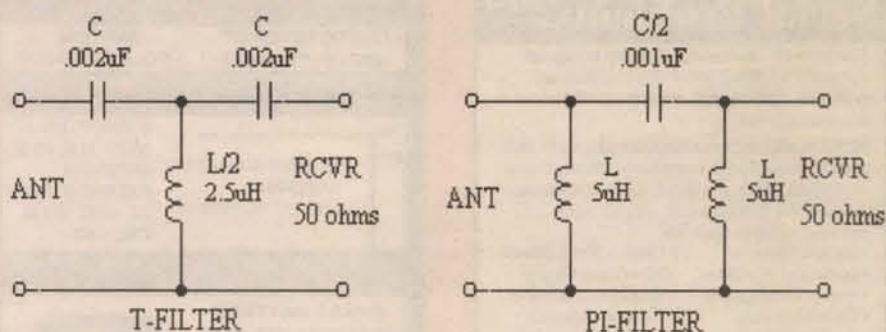 C
.002uF
C
.002uF
L/2
2.5uH
ANT
RCVR
50 ohms
T-FILTER
C/2
.001uF
L
5uH
L
5uH
ANT
RCVR
50 ohms
PI-FILTER